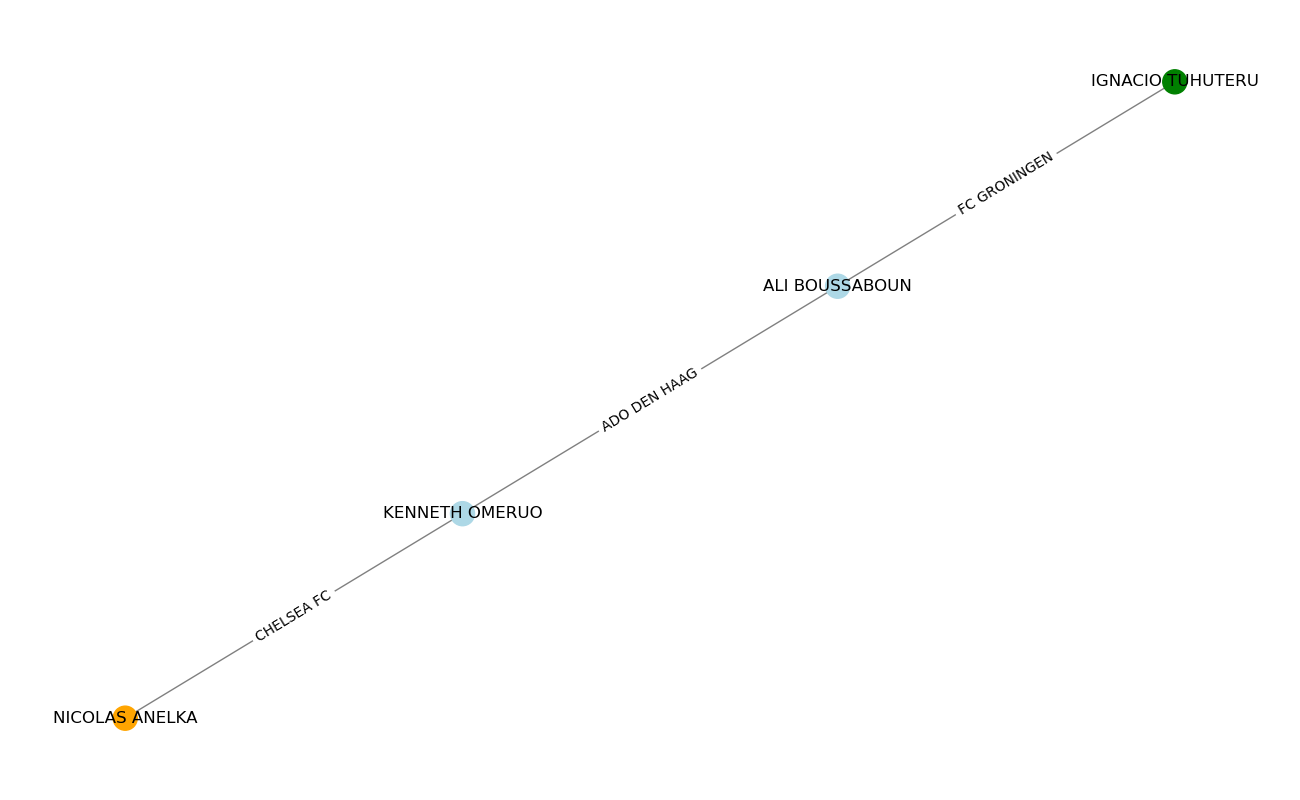 IGNACIO TUHUTERU
FC GRONINGEN
ALI BOUSSABOUN
ADO DEN HAAG
KENNETH OMERUO
CHELSEA FC
NICOLAS ANELKA